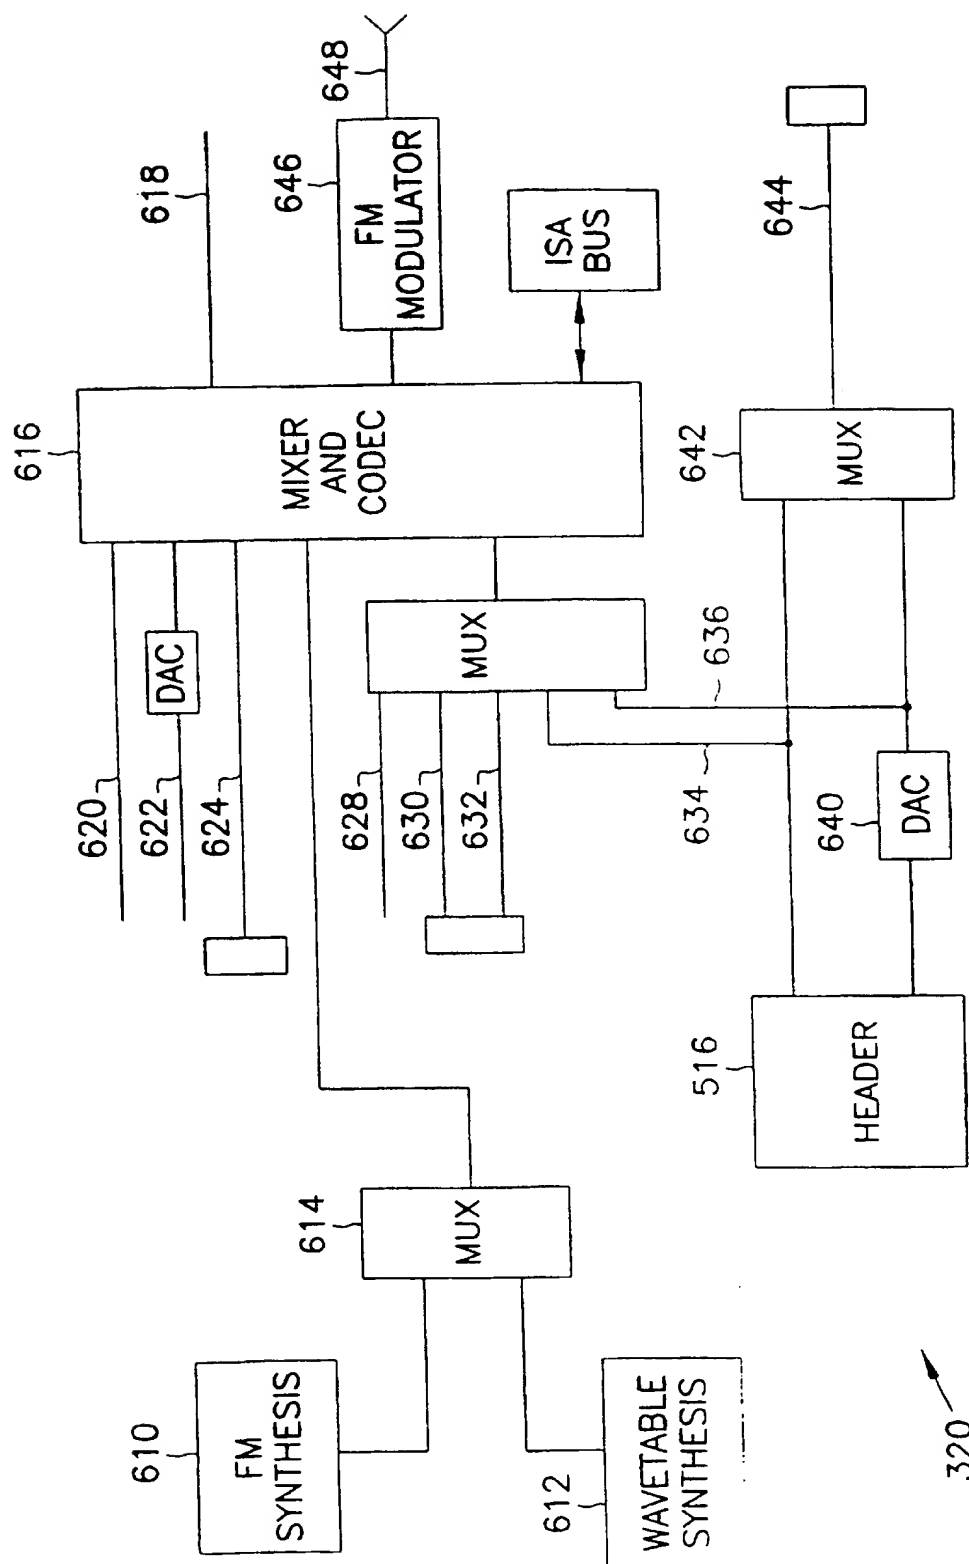 610
FM
SYNTHESIS
612
WAVETABLE
SYNTHESIS
614
MUX
620
622
DAC
624
616
MIXER
AND
CODEC
618
646
FM
MODULATOR
648
ISA
BUS
628
630
632
MUX
634
636
516
HEADER
640
DAC
642
MUX
644
320